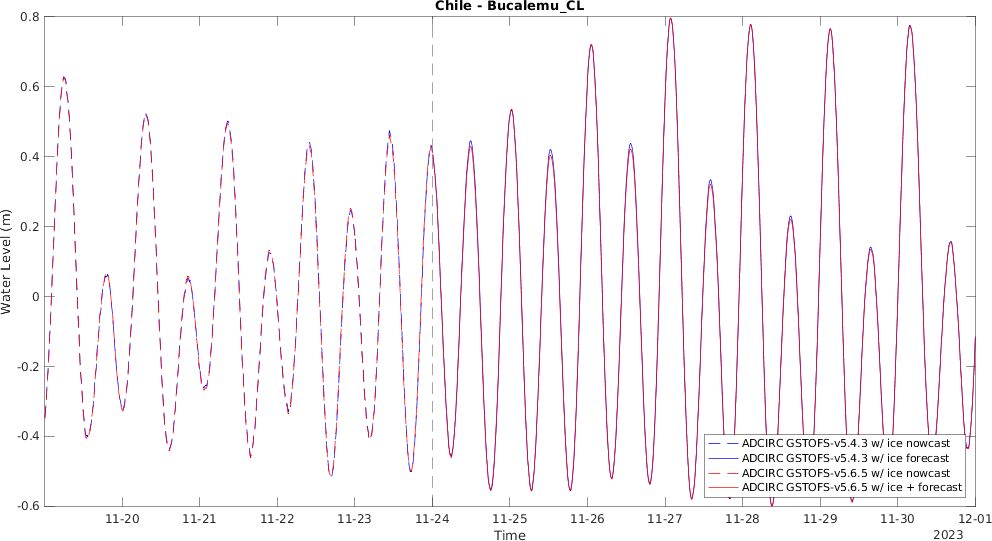 Chile - Bucalemu_CL
Water Level (m)
0.8
0.6
0.4
0.2
0
-0.2
-0.4
-0.6
ADCIRC GSTOFS-v5.4.3 w/ ice nowcast
ADCIRC GSTOFS-v5.4.3 w/ ice forecast
ADCIRC GSTOFS-v5.6.5 w/ ice nowcast
ADCIRC GSTOFS-v5.6.5 w/ ice + forecast
11-20 11-21 11-22 11-23 11-24 11-25 11-26 11-27 11-28 11-29 11-30 12-01
Time
2023